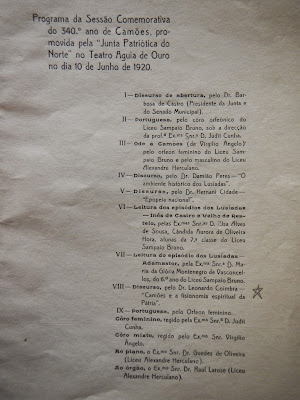 Programa da Sessão Comemorativa
do 340.º ano de Camões, pro-
movida pela "Junta Patriótica do
Norte" no Teatro Aguia de Ouro
no dia 10 de Junho de 1920.
I — Discurso de abertura, pelo Dr. Bar-
bosa de Castro (Presidente da Junta e
do Senado Municipal).
II — Portuguesa, pelo côro orfeónico do
Liceu Sampaio Bruno, sob a direcção
da prof.ª Ex.ma Snr.ª D. Judit Cunha.
III — Ode a Camões (de Virgílio Angelo)
pelo orfeon feminino do Liceu Sam-
paio Bruno e pelo masculino do Liceu
Alexandre Herculano.
IV — Discurso, pelo Dr. Damião Peres — "O
ambiente histórico dos Lusíadas".
V — Discurso, pelo Dr. Hernani Cidade —
"Epopeia nacional".
VI — Leitura dos episódios dos Lusiadas
— Inês de Castro e Velho do Res-
telo, pelas Ex.mas Snr.as D. Elsa Alves
de Sousa, Cândida Aurora de Oliveira
Hora, alunas da 7.ª classe do Liceu
Sampaio Bruno.
VII — Leitura do episódio dos Lusiadas
— Adamastor, pela Ex.ma Snr.ª D. Ma-
ria da Glória Montenegro de Vasconce-
los, do 6.º ano do Liceu Sampaio Bruno.
VIII — Discurso, pelo Dr. Leonardo Coimbra —
"Camões e a fisionomia espiritual da
Pátria".
IX — Portuguesa, pelo Orfeon feminino.
Côro feminino, regido pela Ex.ma Snr.ª D. Judit
Cunha.
Côro mixto, regido pelo Ex.mo Snr. Virgílio
Angelo.
Ao piano, o Ex.mo Snr. Dr. Guedes de Oliveira
(Liceu Alexandre Herculano).
Ao órgão, o Ex.mo Snr. Dr. Raul Larose (Liceu
Alexandre Herculano).